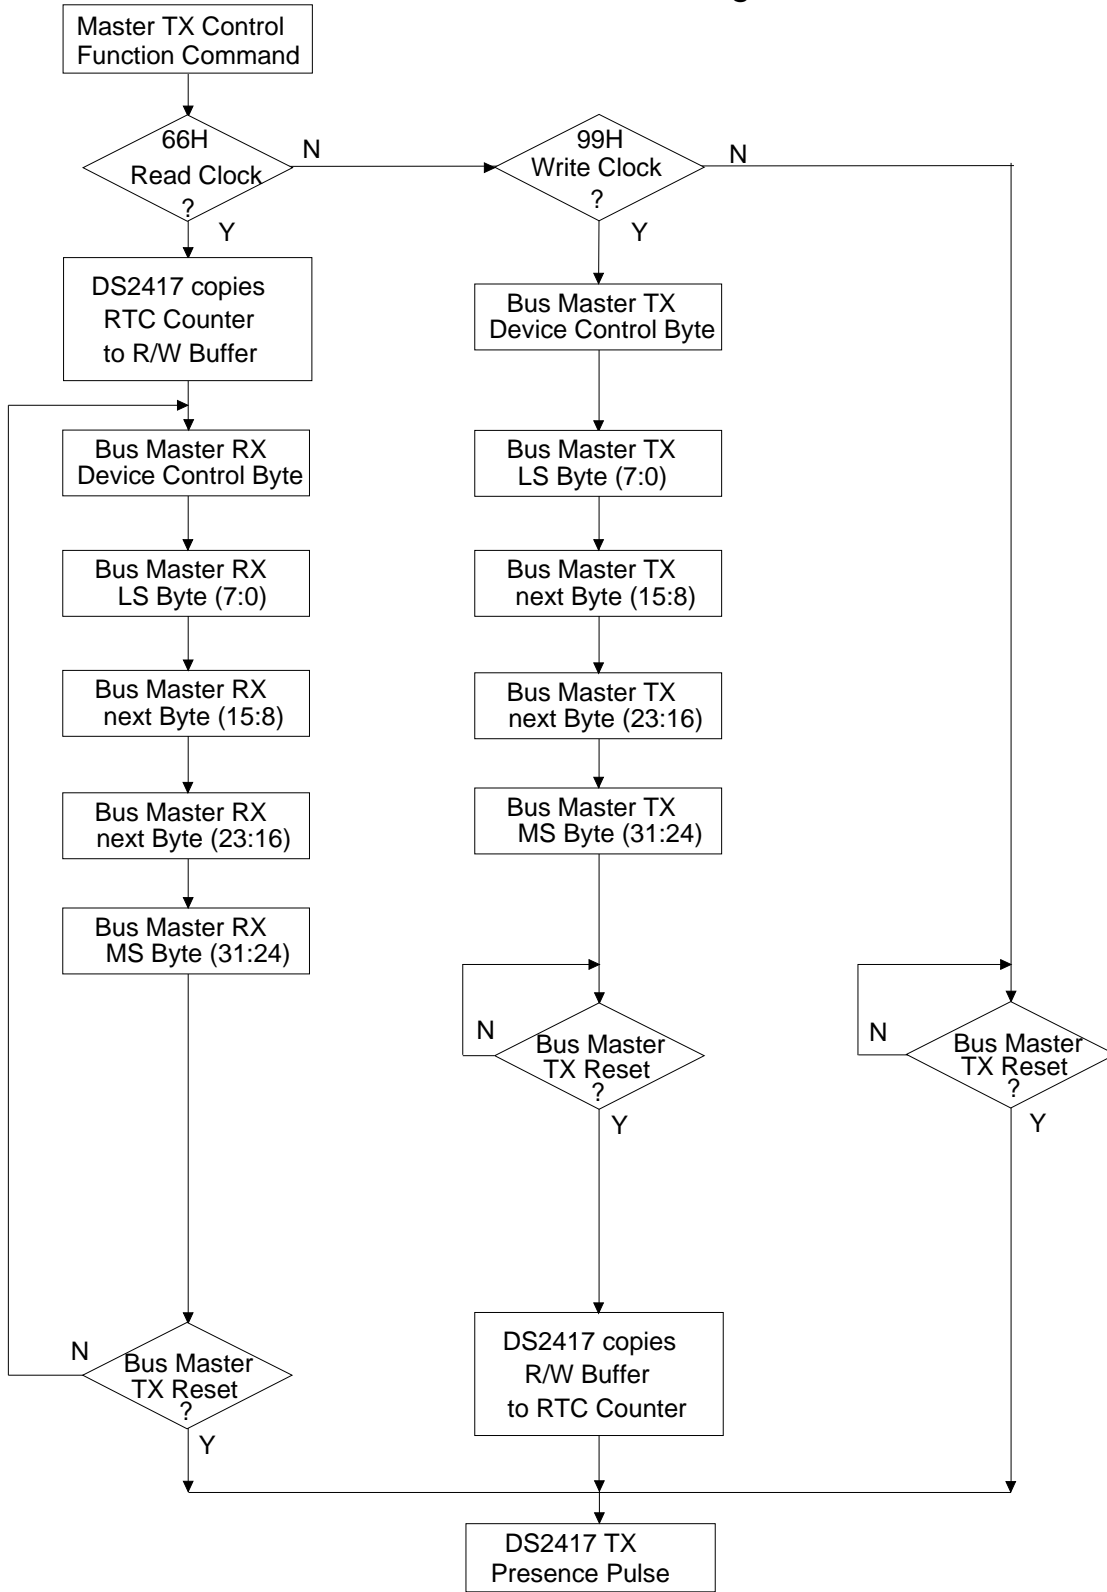 g
Master TX Control
Function Command
66H
Read Clock
?
N
Y
99H
Write Clock
?
N
Y
DS2417 copies
RTC Counter
to R/W Buffer
Bus Master RX
Device Control Byte
Bus Master RX
LS Byte (7:0)
Bus Master RX
next Byte (15:8)
Bus Master RX
next Byte (23:16)
Bus Master RX
MS Byte (31:24)
N
Bus Master
TX Reset
?
Y
Bus Master TX
Device Control Byte
Bus Master TX
LS Byte (7:0)
Bus Master TX
next Byte (15:8)
Bus Master TX
next Byte (23:16)
Bus Master TX
MS Byte (31:24)
N
Bus Master
TX Reset
?
Y
DS2417 copies
R/W Buffer
to RTC Counter
N
Bus Master
TX Reset
?
Y
DS2417 TX
Presence Pulse